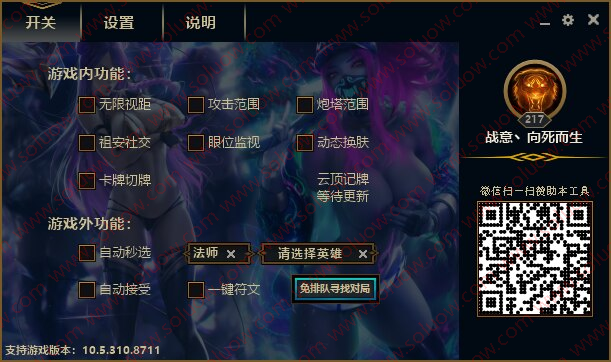 开关 设置 说明
游戏内功能：
无限视距 攻击范围 炮塔范围
祖安社交 眼位监视 动态换肤
卡牌切牌 云顶记牌
等待更新
游戏外功能：
自动秒选 法师 请选择英雄
自动接受 一键符文 免排队寻找对局
支持游戏版本：10.5.310.8711
217
战意丶向死而生
微信扫一扫赞助本工具
www.soluow.com